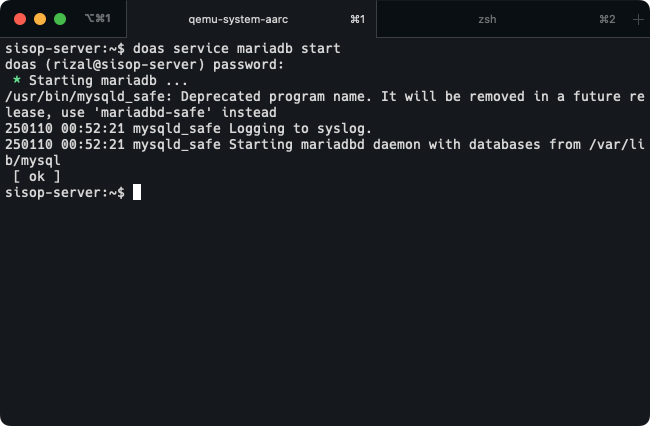 ⌥⌘1 qemu-system-aarc ⌘1 zsh ⌘2 +
sisop-server:~$ doas service mariadb start
doas (rizal@sisop-server) password:
 * Starting mariadb ...
/usr/bin/mysqld_safe: Deprecated program name. It will be removed in a future re
lease, use 'mariadbd-safe' instead
250110 00:52:21 mysqld_safe Logging to syslog.
250110 00:52:21 mysqld_safe Starting mariadbd daemon with databases from /var/li
b/mysql
 [ ok ]
sisop-server:~$